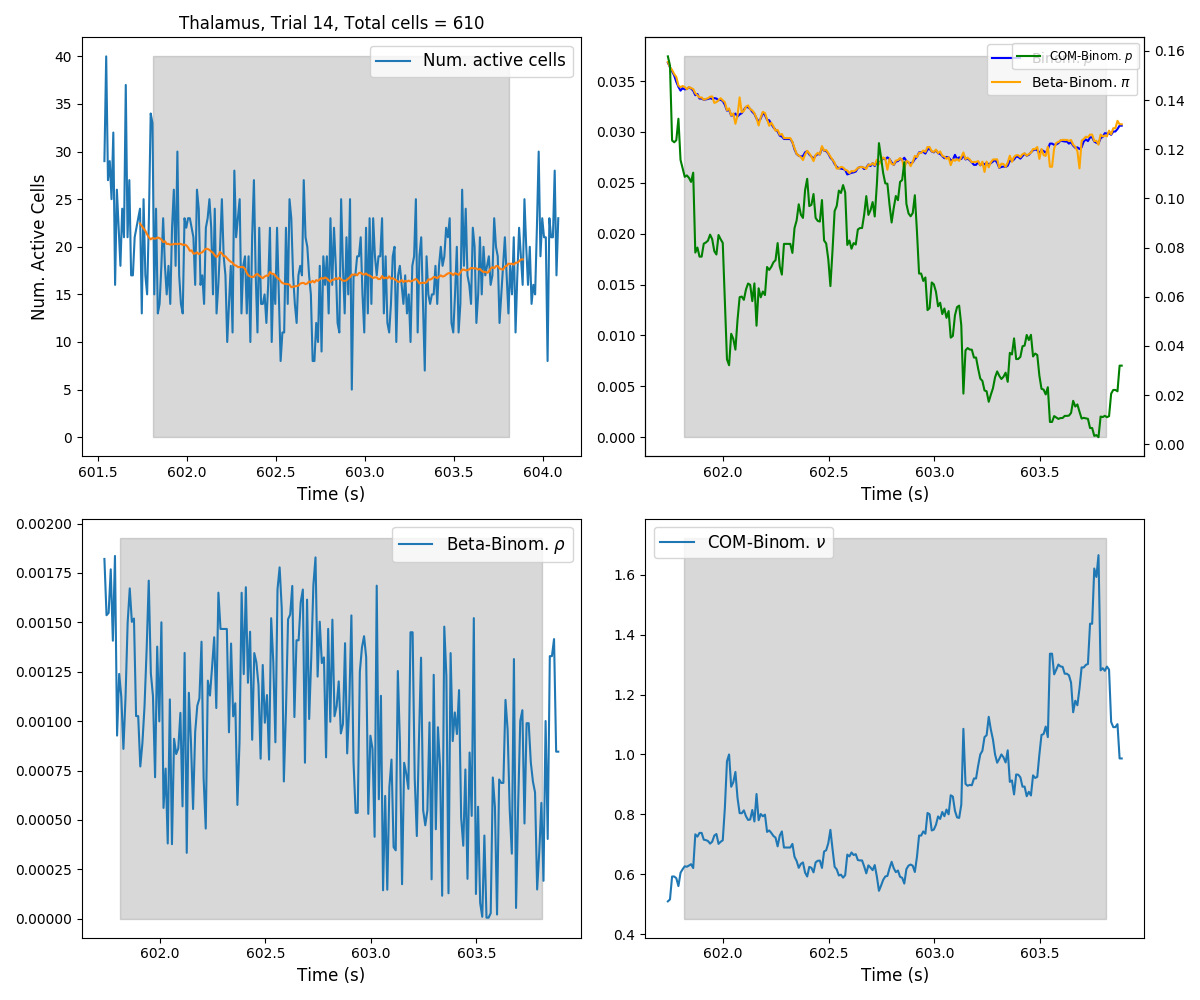 Thalamus, Trial 14, Total cells = 610
Num. active cells
Num. Active Cells
40
35
30
25
20
15
10
5
0
601.5 602.0 602.5 603.0 603.5 604.0
Time (s)
COM-Binom. p
Beta-Binom. π
0.035
0.030
0.025
0.020
0.015
0.010
0.005
0.000
0.16
0.14
0.12
0.10
0.08
0.06
0.04
0.02
0.00
602.0 602.5 603.0 603.5
Time (s)
Beta-Binom. ρ
0.00200
0.00175
0.00150
0.00125
0.00100
0.00075
0.00050
0.00025
0.00000
602.0 602.5 603.0 603.5
Time (s)
COM-Binom. ν
1.6
1.4
1.2
1.0
0.8
0.6
0.4
602.0 602.5 603.0 603.5
Time (s)